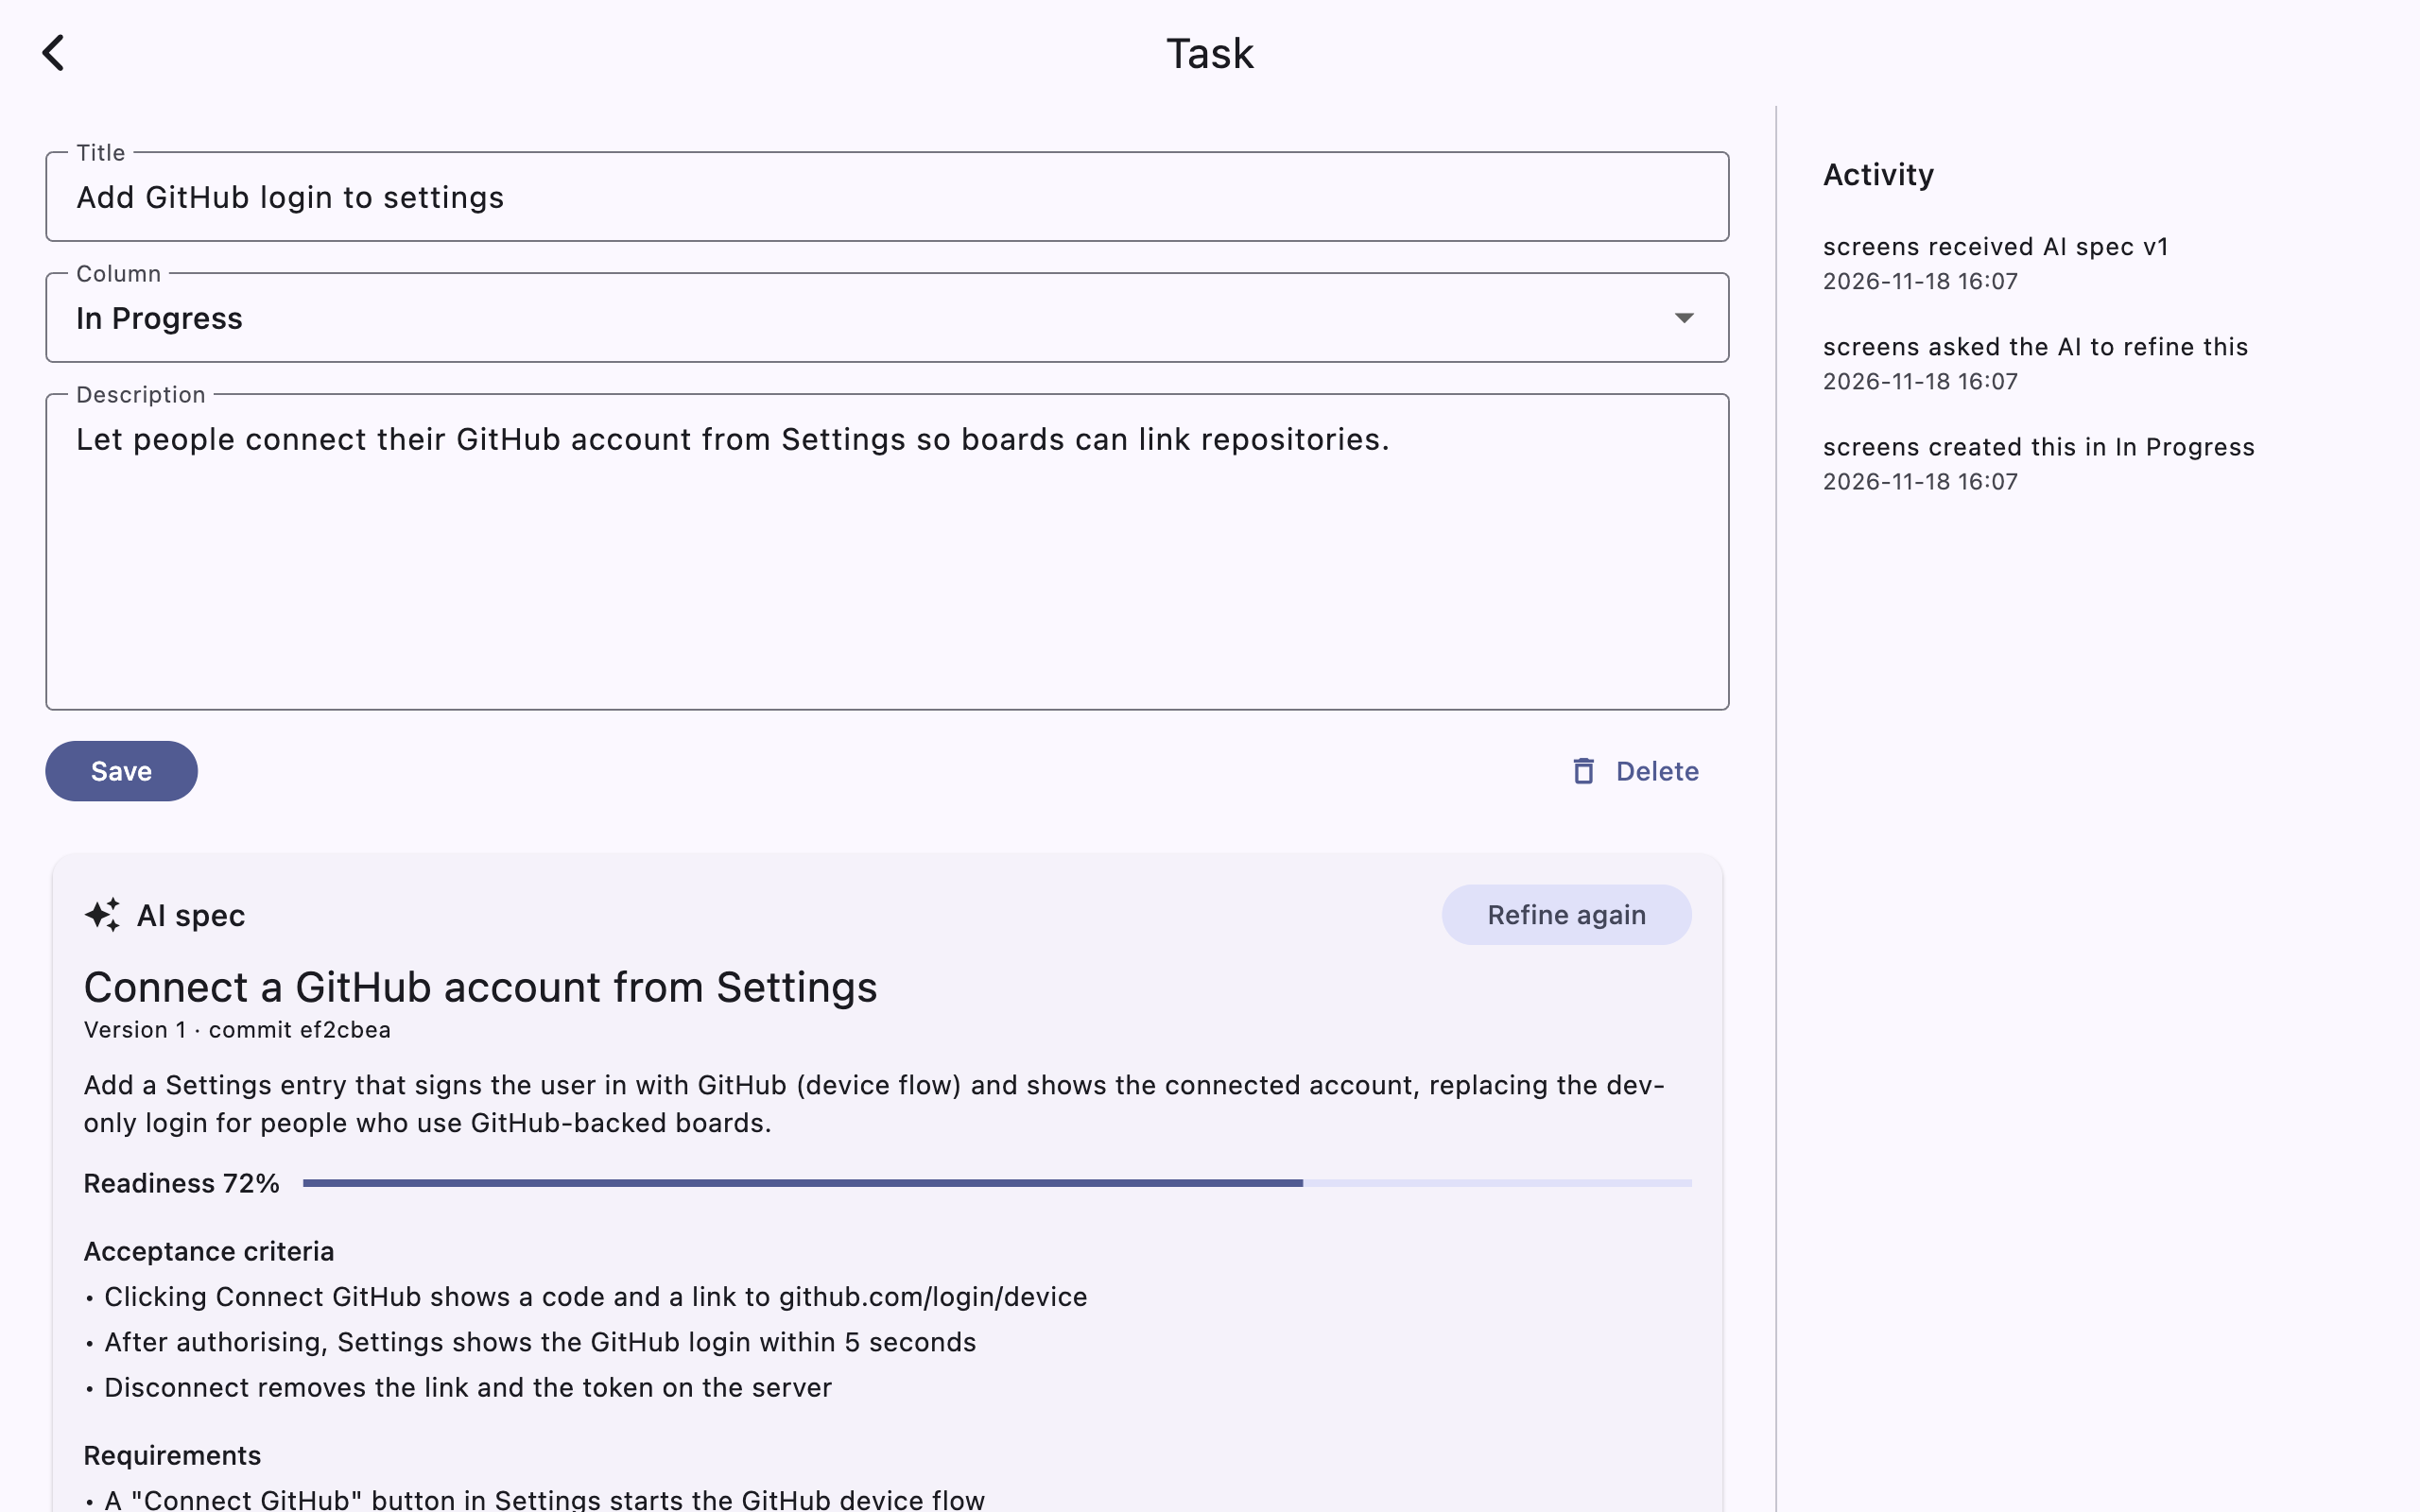 Task
Title
Add GitHub login to settings
Column
In Progress
Description
Let people connect their GitHub account from Settings so boards can link repositories.
Save
Delete
AI spec
Refine again
Connect a GitHub account from Settings
Version 1 · commit ef2cbea
Add a Settings entry that signs the user in with GitHub (device flow) and shows the connected account, replacing the dev-
only login for people who use GitHub-backed boards.
Readiness 72%
Acceptance criteria
• Clicking Connect GitHub shows a code and a link to github.com/login/device
• After authorising, Settings shows the GitHub login within 5 seconds
• Disconnect removes the link and the token on the server
Requirements
• A "Connect GitHub" button in Settings starts the GitHub device flow
Activity
screens received AI spec v1
2026-11-18 16:07
screens asked the AI to refine this
2026-11-18 16:07
screens created this in In Progress
2026-11-18 16:07